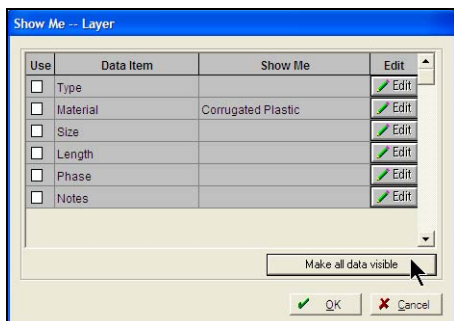 Show Me -- Layer
Use Data Item Show Me Edit
Type Edit
Material Corrugated Plastic Edit
Size Edit
Length Edit
Phase Edit
Notes Edit
Make all data visible
OK Cancel